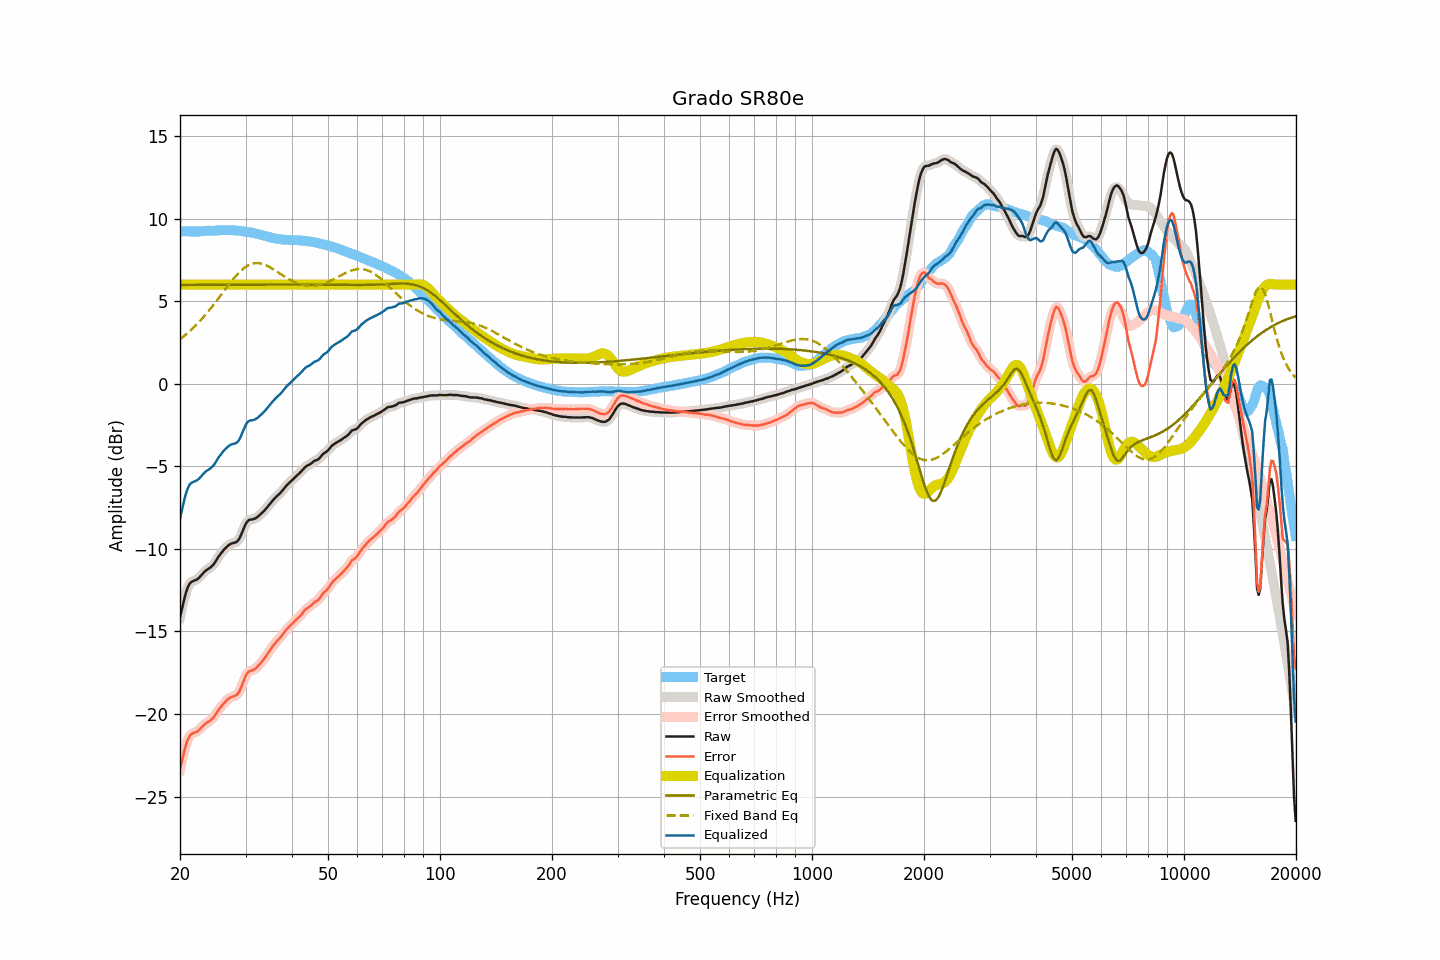 Grado SR80e
Amplitude (dBr)
15
10
5
0
−5
−10
−15
−20
−25
Target
Raw Smoothed
Error Smoothed
Raw
Error
Equalization
Parametric Eq
Fixed Band Eq
Equalized
20 50 100 200 500 1000 2000 5000 10000 20000
Frequency (Hz)